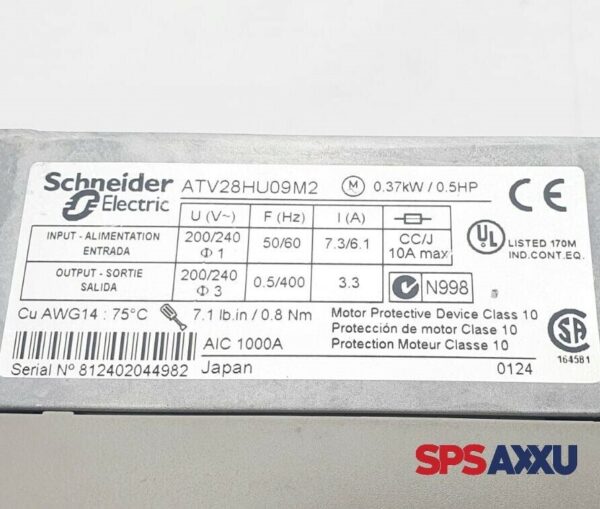 Schneider Electric ATV28HU09M2 M 0.37kW / 0.5HP
CE
U (V~) F (Hz) I (A)
INPUT - ALIMENTATION ENTRADA 200/240 Φ 1 50/60 7.3/6.1 CC/J 10A max
UL LISTED 170M IND.CONT.EQ.
OUTPUT - SORTIE SALIDA 200/240 Φ 3 0.5/400 3.3 N998
Cu AWG14 : 75°C 7.1 lb.in / 0.8 Nm
Motor Protective Device Class 10
Protección de motor Clase 10
Protection Moteur Classe 10
AIC 1000A
SA 164581
Serial Nº 812402044982 Japan 0124
SPSAXXU